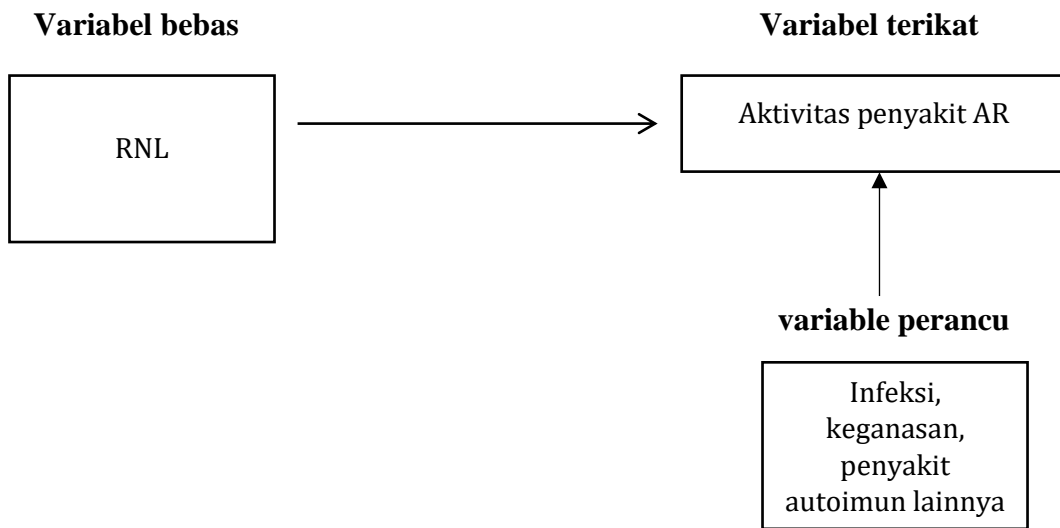 Variabel bebas
Variabel terikat
RNL
Aktivitas penyakit AR
variable perancu
Infeksi,
keganasan,
penyakit
autoimun lainnya